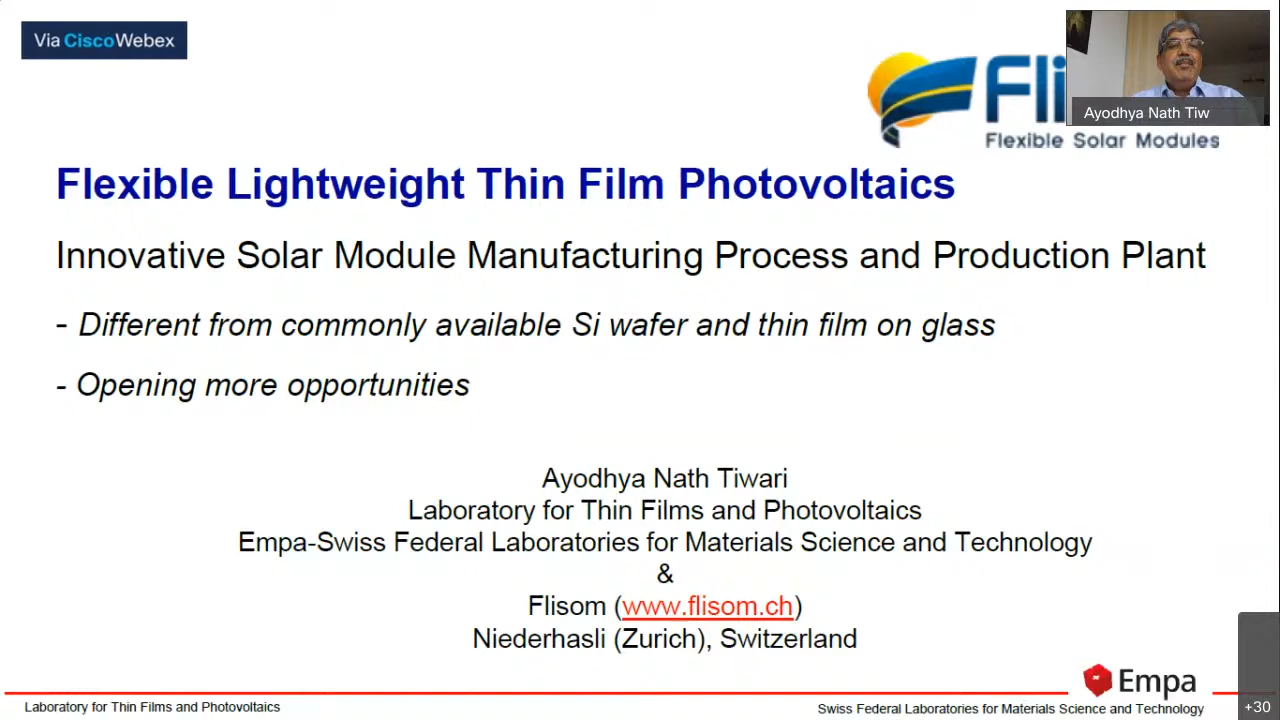 Via CiscoWebex
Fli
Ayodhya Nath Tiw
Flexible Solar Modules
Flexible Lightweight Thin Film Photovoltaics
Innovative Solar Module Manufacturing Process and Production Plant
- Different from commonly available Si wafer and thin film on glass
- Opening more opportunities
Ayodhya Nath Tiwari
Laboratory for Thin Films and Photovoltaics
Empa-Swiss Federal Laboratories for Materials Science and Technology
&
Flisom (www.flisom.ch)
Niederhasli (Zurich), Switzerland
Empa
Laboratory for Thin Films and Photovoltaics
Swiss Federal Laboratories for Materials Science and Technology
+30